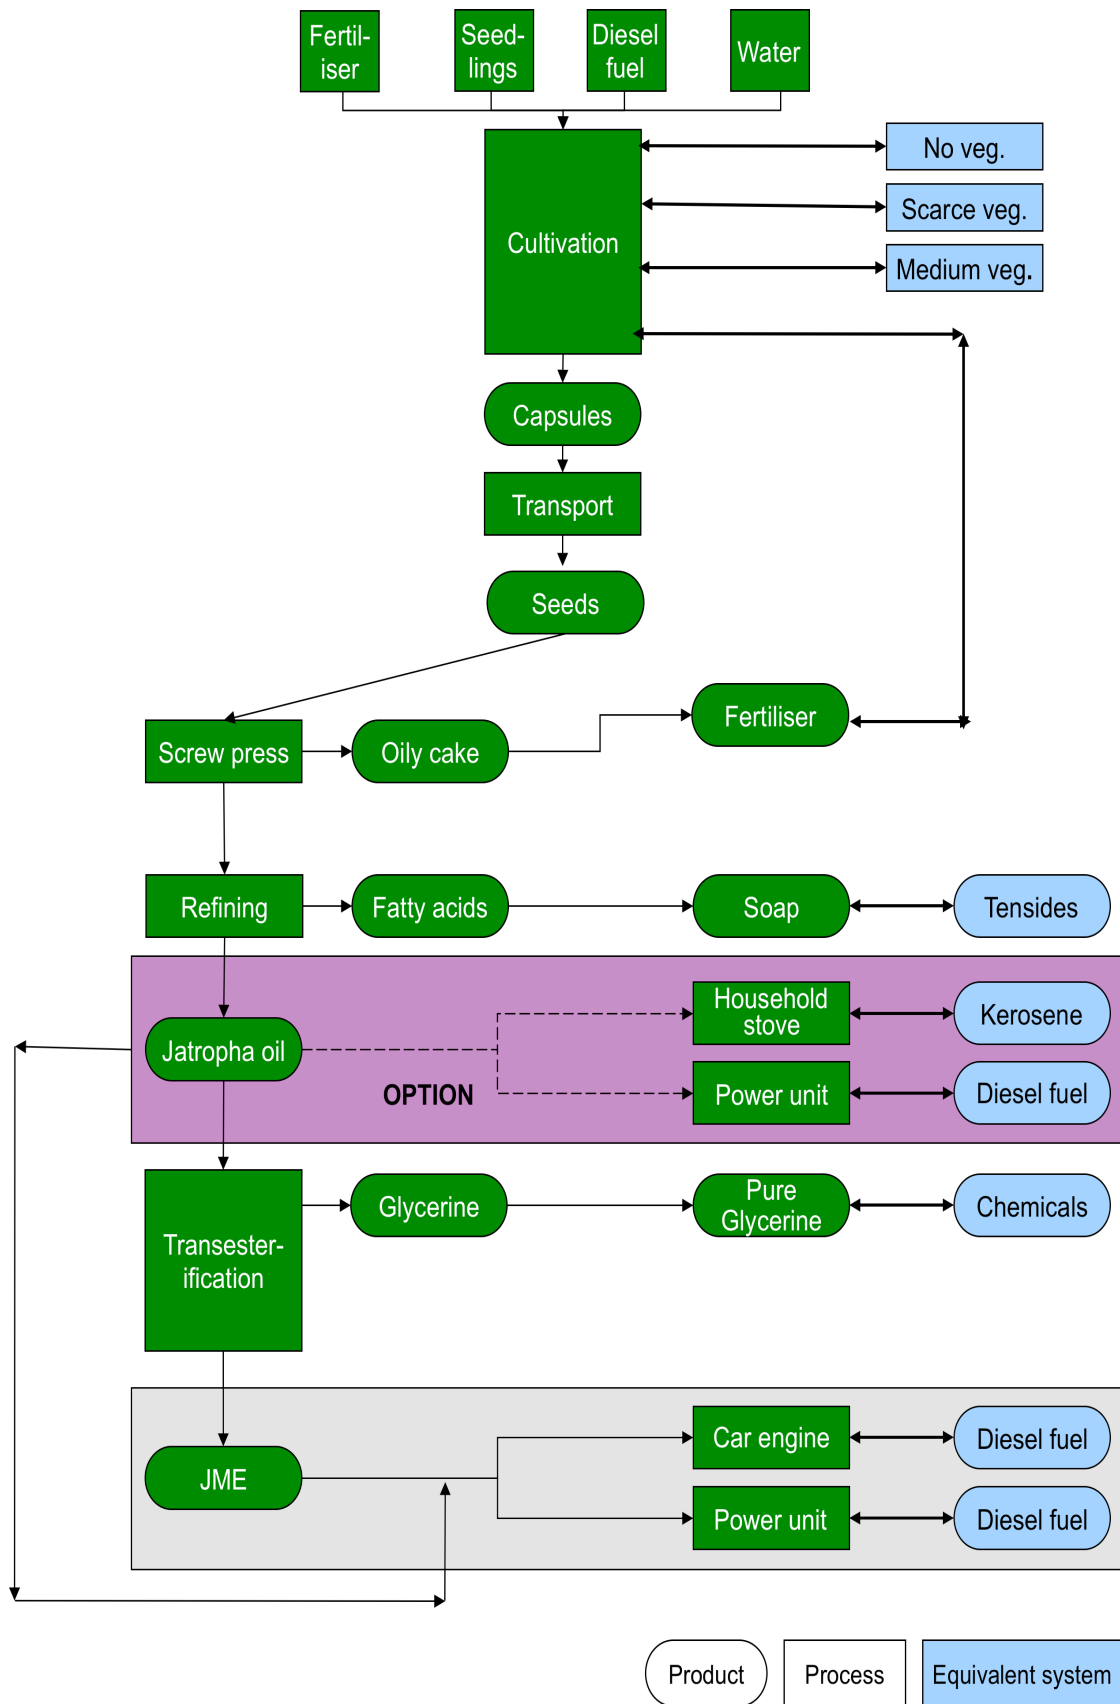 Fertil-
iser
Seed-
lings
Diesel
fuel
Water
No veg.
Scarce veg.
Cultivation
Medium veg.
Capsules
Transport
Seeds
Fertiliser
Screw press
Oily cake
Refining
Fatty acids
Soap
Tensides
Household
stove
Kerosene
Jatropha oil
OPTION
Power unit
Diesel fuel
Glycerine
Pure
Glycerine
Chemicals
Transester-
ification
Car engine
Diesel fuel
JME
Power unit
Diesel fuel
Product
Process
Equivalent system